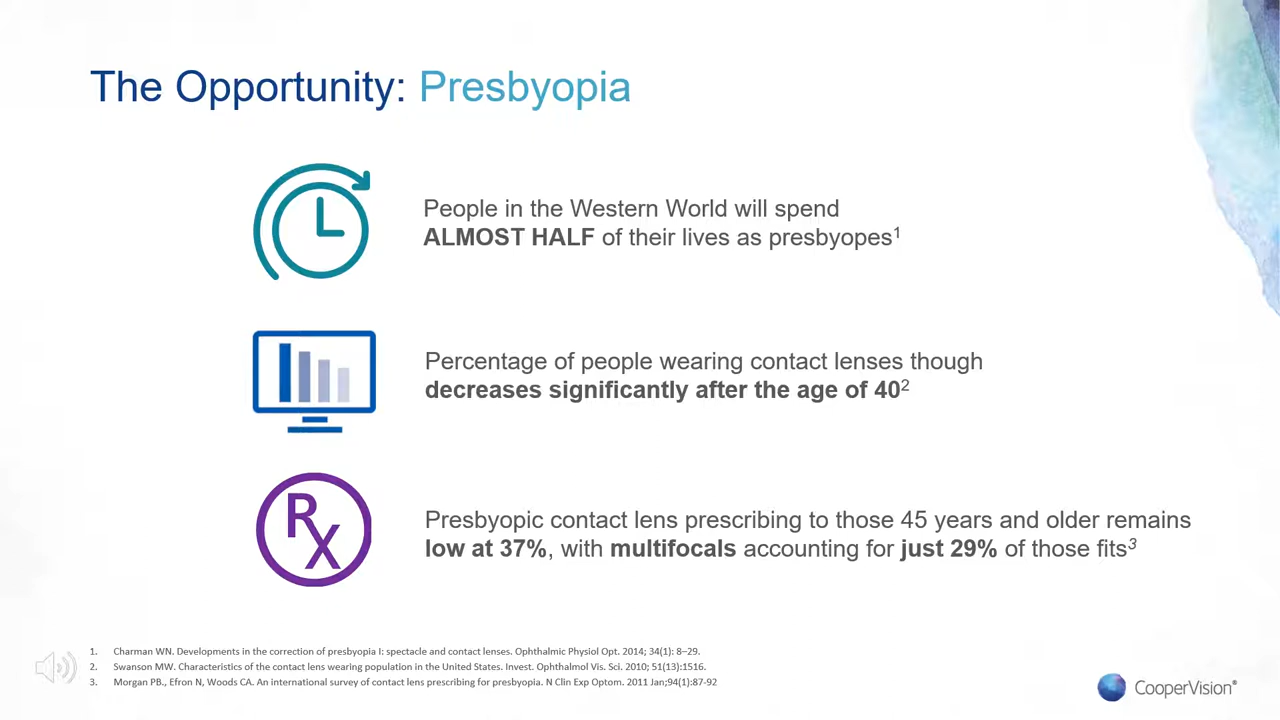 The Opportunity: Presbyopia
People in the Western World will spend
ALMOST HALF of their lives as presbyopes1
Percentage of people wearing contact lenses though
decreases significantly after the age of 402
Rx
Presbyopic contact lens prescribing to those 45 years and older remains
low at 37%, with multifocals accounting for just 29% of those fits3
1. Charman WN. Developments in the correction of presbyopia I: spectacle and contact lenses. Ophthalmic Physiol Opt. 2014; 34(1): 8–29.
2. Swanson MW. Characteristics of the contact lens wearing population in the United States. Invest. Ophthalmol Vis. Sci. 2010; 51(13):1516.
3. Morgan PB., Efron N, Woods CA. An international survey of contact lens prescribing for presbyopia. N Clin Exp Optom. 2011 Jan;94(1):87-92
CooperVision®